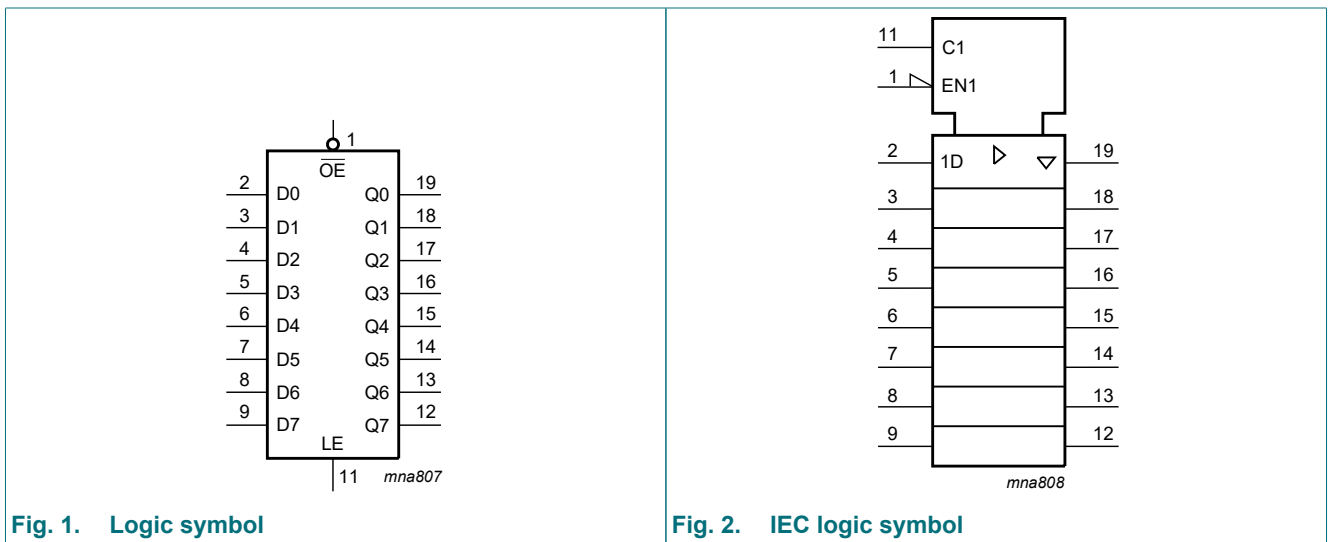 1
OE
2 D0 Q0 19
3 D1 Q1 18
4 D2 Q2 17
5 D3 Q3 16
6 D4 Q4 15
7 D5 Q5 14
8 D6 Q6 13
9 D7 Q7 12
LE
11 mna807
Fig. 1. Logic symbol
11 C1
1 EN1
2 1D 19
3 18
4 17
5 16
6 15
7 14
8 13
9 12
mna808
Fig. 2. IEC logic symbol